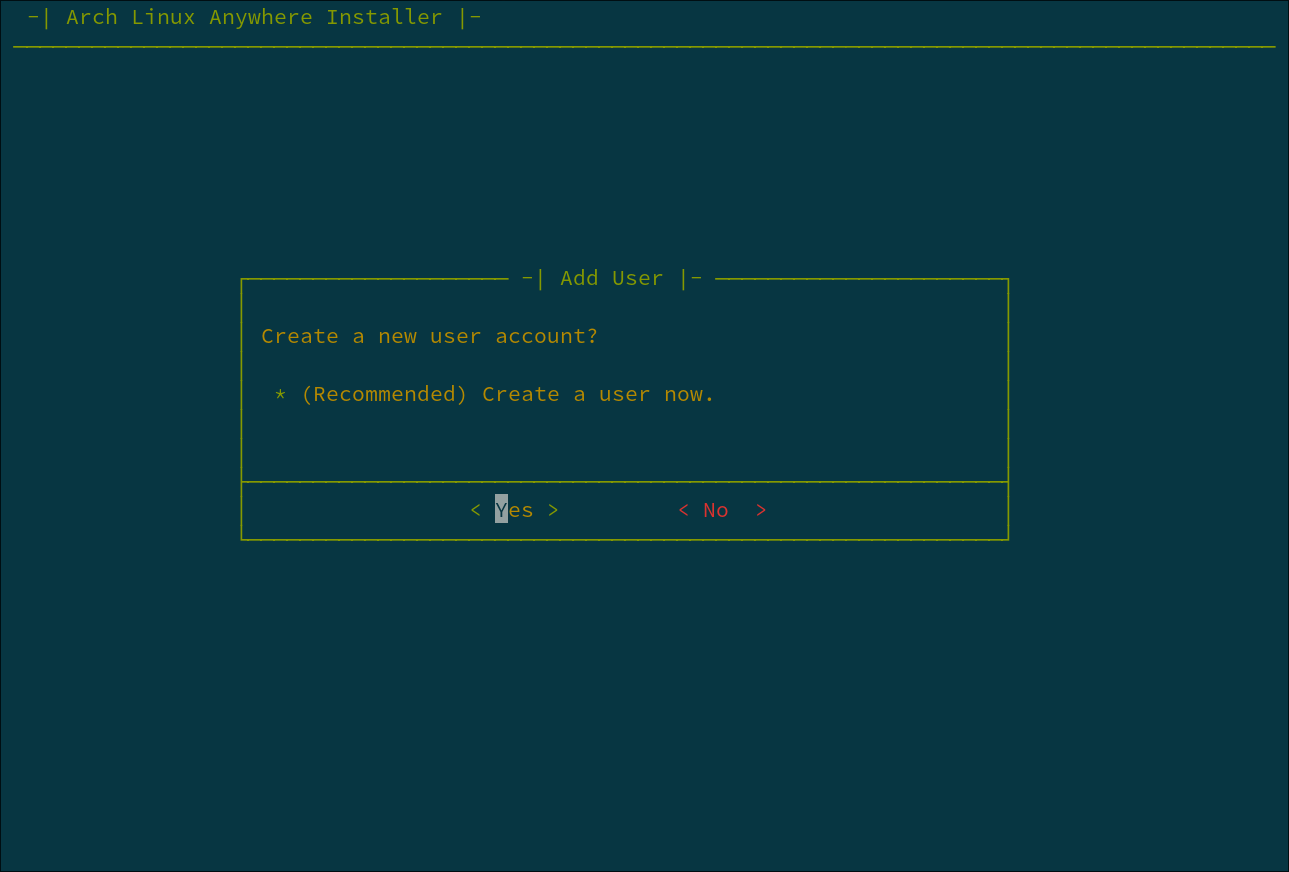 -| Arch Linux Anywhere Installer |-
-| Add User |-
Create a new user account?
* (Recommended) Create a user now.
< Yes > < No >